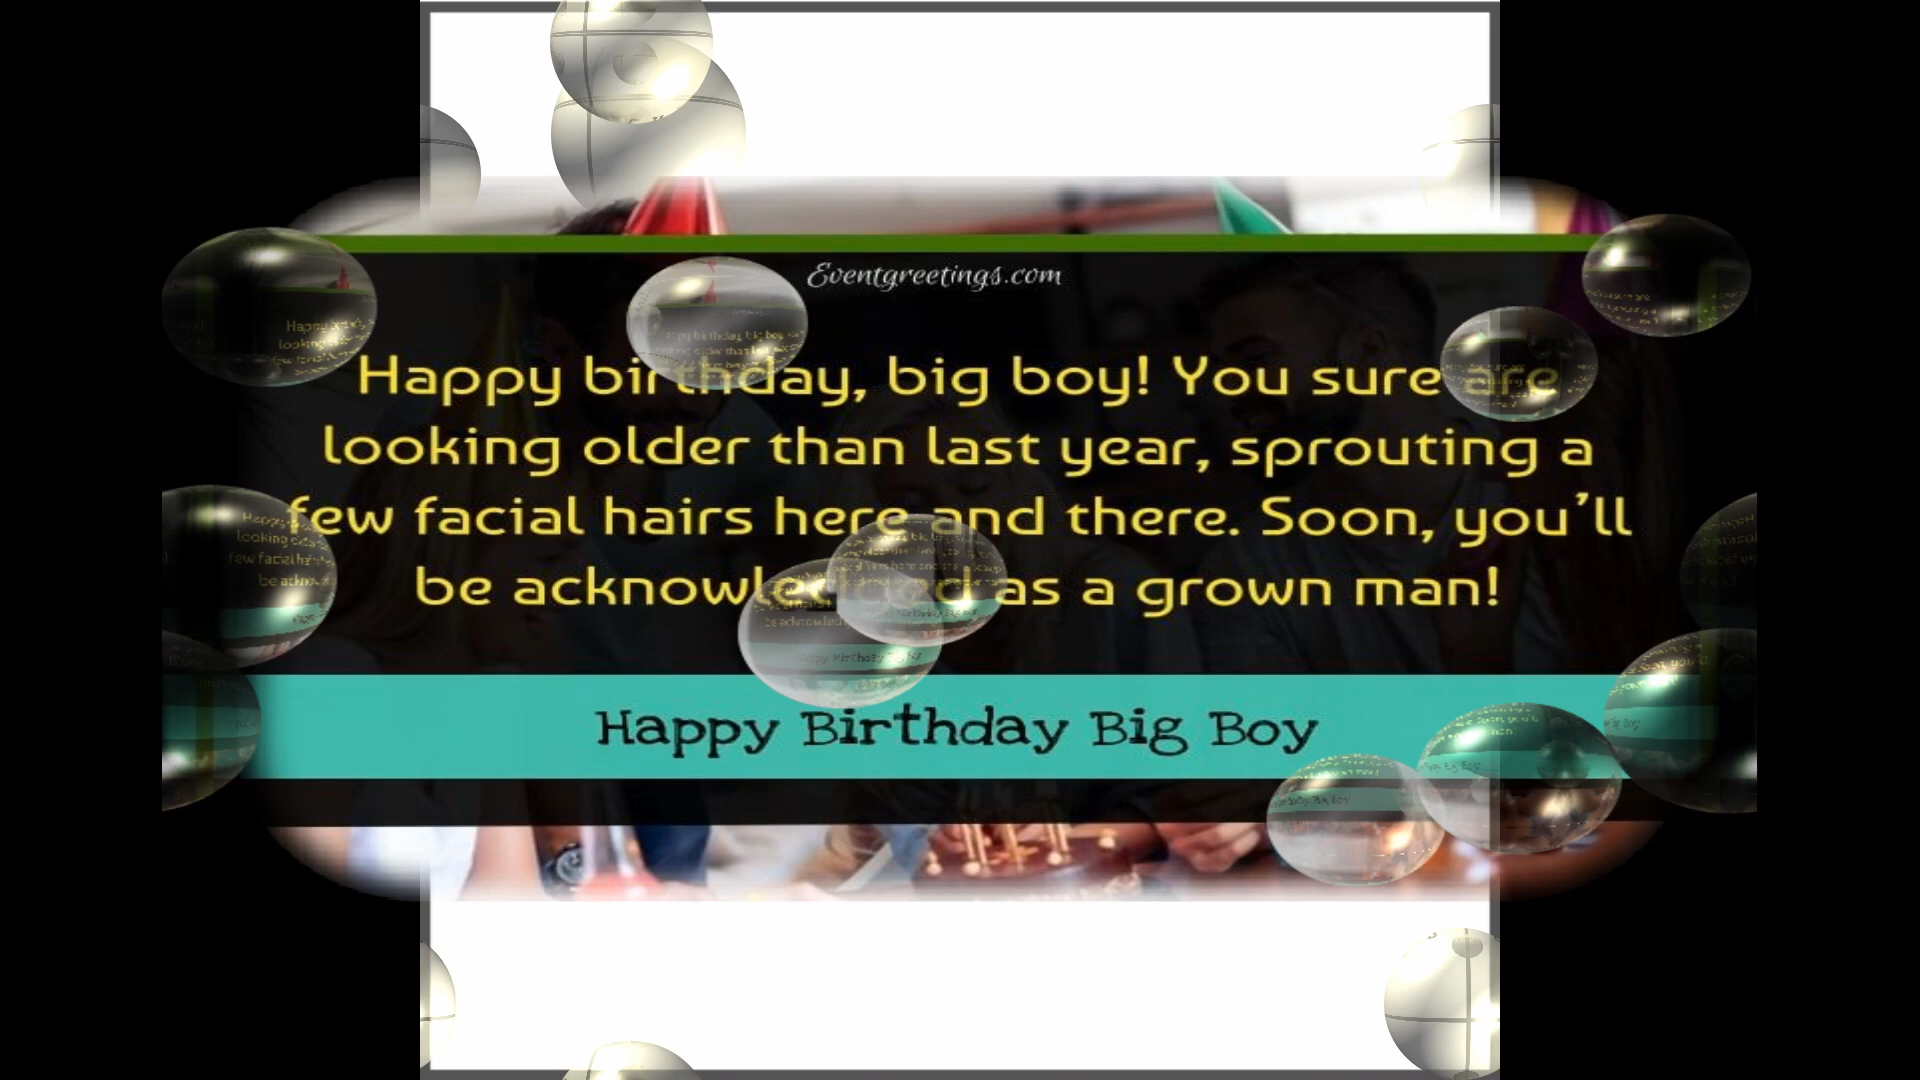 Eventgreetings.com
Happy birthday, big boy! You sure are
looking older than last year, sprouting a
few facial hairs here and there. Soon, you'll
be acknowledged as a grown man!
Happy Birthday Big Boy